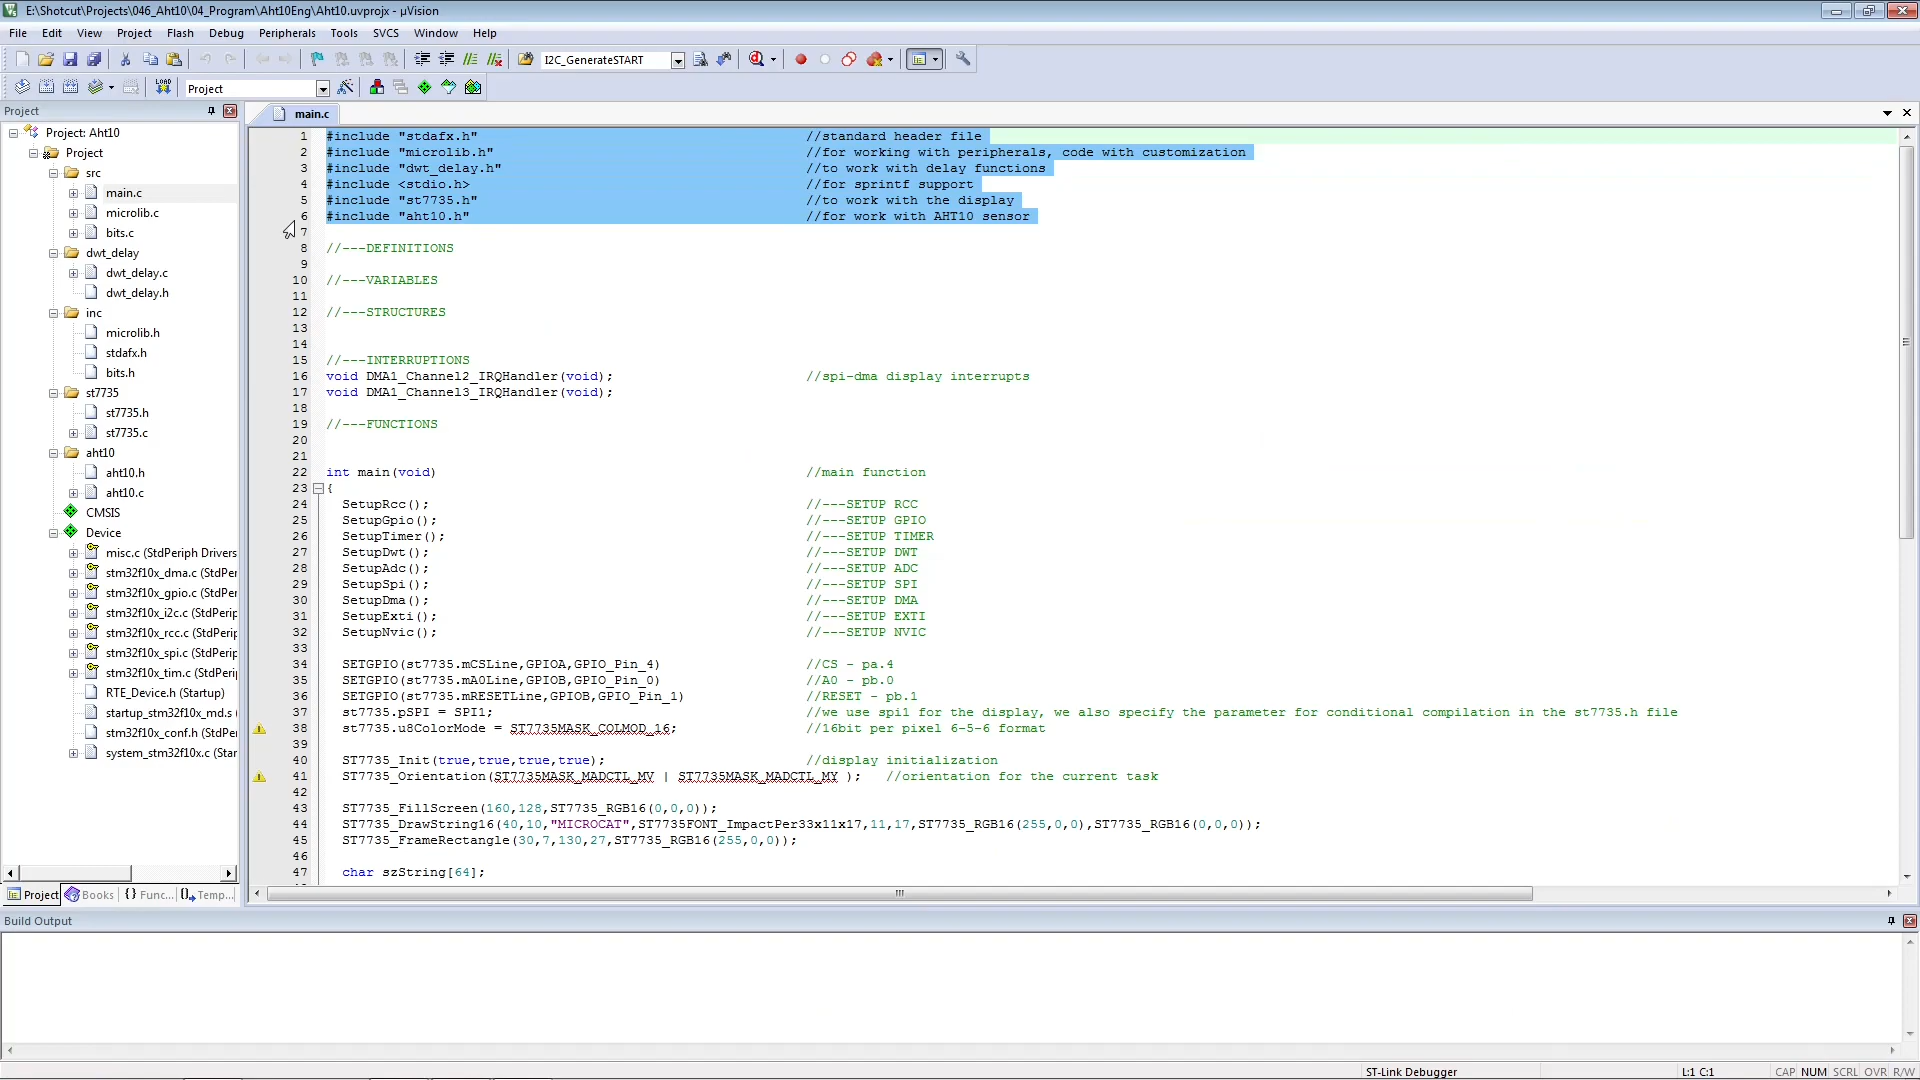 E:\Shotcut\Projects\046_Aht10\04_Program\Aht10Eng\Aht10.uvprojx - µVision
File Edit View Project Flash Debug Peripherals Tools SVCS Window Help
I2C_GenerateSTART
LOAD Project
Project
main.c
Project: Aht10
Project
src
main.c
microlib.c
bits.c
dwt_delay
dwt_delay.c
dwt_delay.h
inc
microlib.h
stdafx.h
bits.h
st7735
st7735.h
st7735.c
aht10
aht10.h
aht10.c
CMSIS
Device
misc.c (StdPeriph Drivers
stm32f10x_dma.c (StdPer
stm32f10x_gpio.c (StdPer
stm32f10x_i2c.c (StdPerip
stm32f10x_rcc.c (StdPerip
stm32f10x_spi.c (StdPerip
stm32f10x_tim.c (StdPeri
RTE_Device.h (Startup)
startup_stm32f10x_md.s (
stm32f10x_conf.h (StdPe
system_stm32f10x.c (Star
1 #include "stdafx.h" //standard header file
2 #include "microlib.h" //for working with peripherals, code with customization
3 #include "dwt_delay.h" //to work with delay functions
4 #include <stdio.h> //for sprintf support
5 #include "st7735.h" //to work with the display
6 #include "aht10.h" //for work with AHT10 sensor
7
8 //---DEFINITIONS
9
10 //---VARIABLES
11
12 //---STRUCTURES
13
14
15 //---INTERRUPTIONS
16 void DMA1_Channel2_IRQHandler(void); //spi-dma display interrupts
17 void DMA1_Channel3_IRQHandler(void);
18
19 //---FUNCTIONS
20
21
22 int main(void) //main function
23 {
24 SetupRcc(); //---SETUP RCC
25 SetupGpio(); //---SETUP GPIO
26 SetupTimer(); //---SETUP TIMER
27 SetupDwt(); //---SETUP DWT
28 SetupAdc(); //---SETUP ADC
29 SetupSpi(); //---SETUP SPI
30 SetupDma(); //---SETUP DMA
31 SetupExti(); //---SETUP EXTI
32 SetupNvic(); //---SETUP NVIC
33
34 SETGPIO(st7735.mCSLine,GPIOA,GPIO_Pin_4) //CS - pa.4
35 SETGPIO(st7735.mA0Line,GPIOB,GPIO_Pin_0) //A0 - pb.0
36 SETGPIO(st7735.mRESETLine,GPIOB,GPIO_Pin_1) //RESET - pb.1
37 st7735.pSPI = SPI1; //we use spi1 for the display, we also specify the parameter for conditional compilation in the st7735.h file
38 st7735.u8ColorMode = ST7735MASK_COLMOD_16; //16bit per pixel 6-5-6 format
39
40 ST7735_Init(true,true,true,true); //display initialization
41 ST7735_Orientation(ST7735MASK_MADCTL_MV | ST7735MASK_MADCTL_MY ); //orientation for the current task
42
43 ST7735_FillScreen(160,128,ST7735_RGB16(0,0,0));
44 ST7735_DrawString16(40,10,"MICROCAT",ST7735FONT_ImpactPer33x11x17,11,17,ST7735_RGB16(255,0,0),ST7735_RGB16(0,0,0));
45 ST7735_FrameRectangle(30,7,130,27,ST7735_RGB16(255,0,0));
46
47 char szString[64];
Project Books {} Func... Temp...
Build Output
ST-Link Debugger L:1 C:1 CAP NUM SCRL OVR R/W